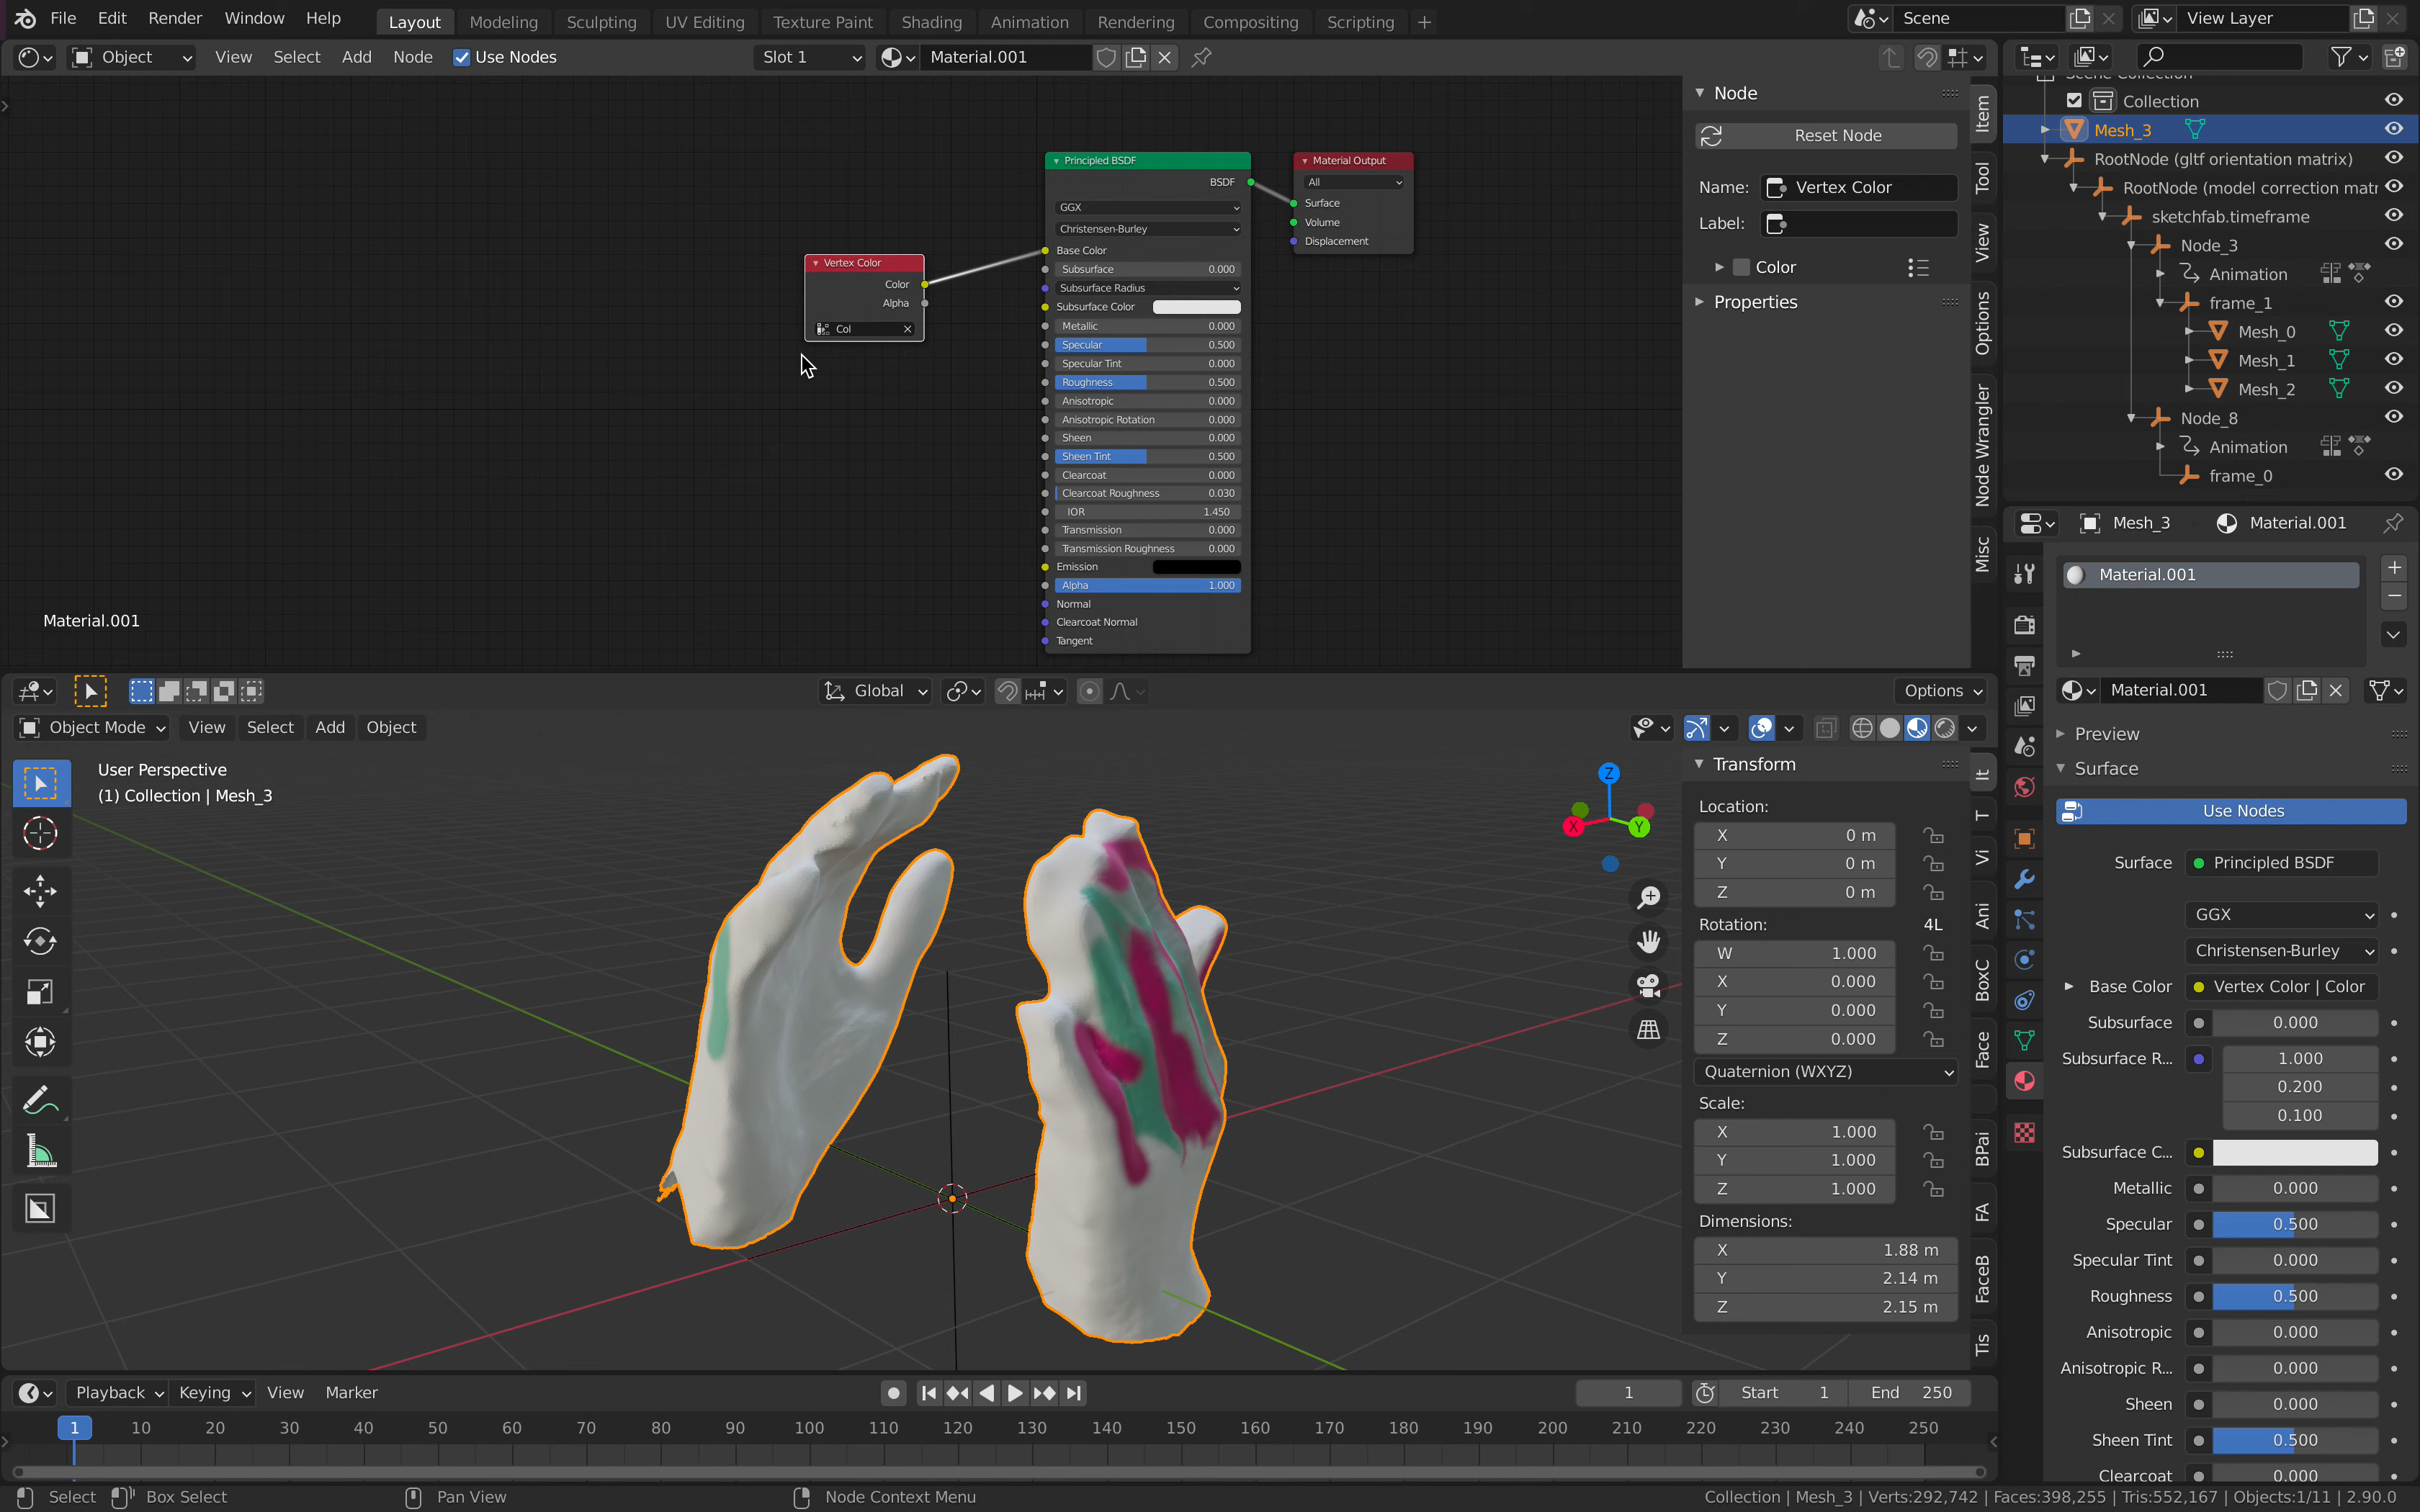 File Edit Render Window Help Layout Modeling Sculpting UV Editing Texture Paint Shading Animation Rendering Compositing Scripting + Scene View Layer
Object View Select Add Node Use Nodes Slot 1 Material.001
Principled BSDF
BSDF
GGX
Christensen-Burley
Base Color
Subsurface 0.000
Subsurface Radius
Subsurface Color
Metallic 0.000
Specular 0.500
Specular Tint 0.000
Roughness 0.500
Anisotropic 0.000
Anisotropic Rotation 0.000
Sheen 0.000
Sheen Tint 0.500
Clearcoat 0.000
Clearcoat Roughness 0.030
IOR 1.450
Transmission 0.000
Transmission Roughness 0.000
Emission
Alpha 1.000
Normal
Clearcoat Normal
Tangent
Material Output
All
Surface
Volume
Displacement
Vertex Color
Color
Alpha
Col
Material.001
Node
Reset Node
Name: Vertex Color
Label:
Color
Properties
Item
Tool
View
Options
Node Wrangler
Misc
Scene Collection
Collection
Mesh_3
RootNode (gltf orientation matrix)
RootNode (model correction matr
sketchfab.timeframe
Node_3
Animation
frame_1
Mesh_0
Mesh_1
Mesh_2
Node_8
Animation
frame_0
Global Options
Object Mode View Select Add Object
User Perspective
(1) Collection | Mesh_3
Z
X
Y
Transform
Location:
X 0 m
Y 0 m
Z 0 m
Rotation: 4L
W 1.000
X 0.000
Y 0.000
Z 0.000
Quaternion (WXYZ)
Scale:
X 1.000
Y 1.000
Z 1.000
Dimensions:
X 1.88 m
Y 2.14 m
Z 2.15 m
It
T
Vi
Ani
BoxC
Face
BPai
FA
FaceB
Tis
Mesh_3 Material.001
Material.001
Material.001
Preview
Surface
Use Nodes
Surface Principled BSDF
GGX
Christensen-Burley
Base Color Vertex Color | Color
Subsurface 0.000
Subsurface R... 1.000
0.200
0.100
Subsurface C...
Metallic 0.000
Specular 0.500
Specular Tint 0.000
Roughness 0.500
Anisotropic 0.000
Anisotropic R... 0.000
Sheen 0.000
Sheen Tint 0.500
Clearcoat 0.000
Playback Keying View Marker 1 Start 1 End 250
1 10 20 30 40 50 60 70 80 90 100 110 120 130 140 150 160 170 180 190 200 210 220 230 240 250
Select Box Select Pan View Node Context Menu Collection | Mesh_3 | Verts:292,742 | Faces:398,255 | Tris:552,167 | Objects:1/11 | 2.90.0